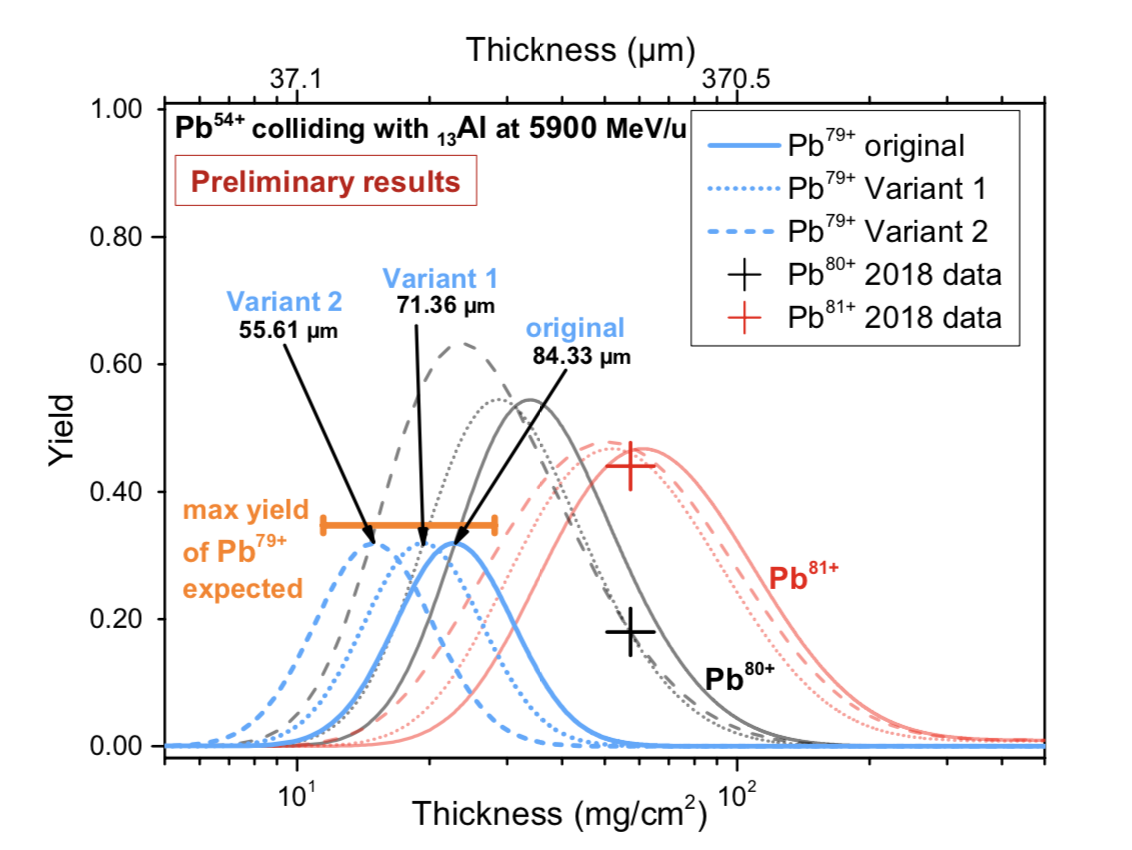 Thickness (µm)
37.1 370.5
Pb⁵⁴⁺ colliding with ₁₃Al at 5900 MeV/u
Preliminary results
Pb⁷⁹⁺ original
Pb⁷⁹⁺ Variant 1
Pb⁷⁹⁺ Variant 2
Pb⁸⁰⁺ 2018 data
Pb⁸¹⁺ 2018 data
Variant 2
55.61 µm
Variant 1
71.36 µm
original
84.33 µm
max yield
of Pb⁷⁹⁺
expected
Pb⁸¹⁺
Pb⁸⁰⁺
Yield
1.00
0.80
0.60
0.40
0.20
0.00
10¹ 10²
Thickness (mg/cm²)